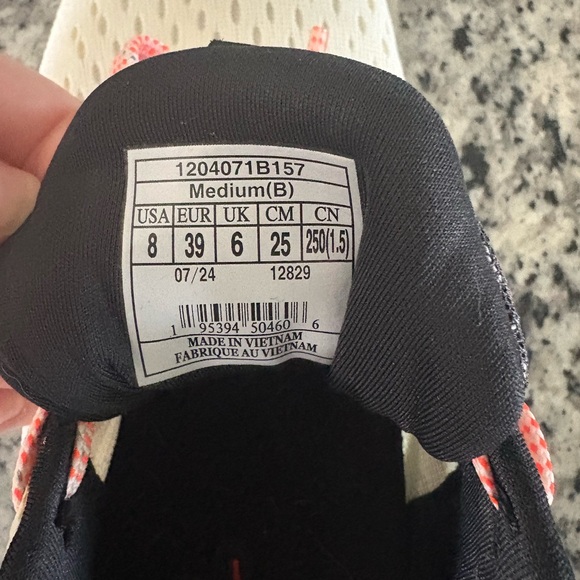 1204071B157
Medium(B)
USA EUR UK CM CN
8 39 6 25 250(1.5)
07/24 12829
1 95394 50460 6
MADE IN VIETNAM
FABRIQUE AU VIETNAM